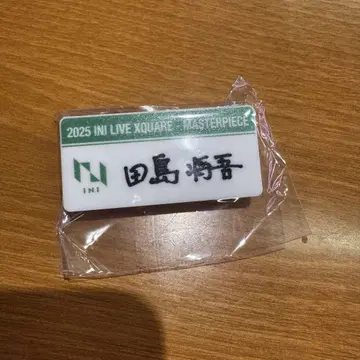 2025 INI LIVE XQUARE - MASTERPIECE
田島将吾
INI